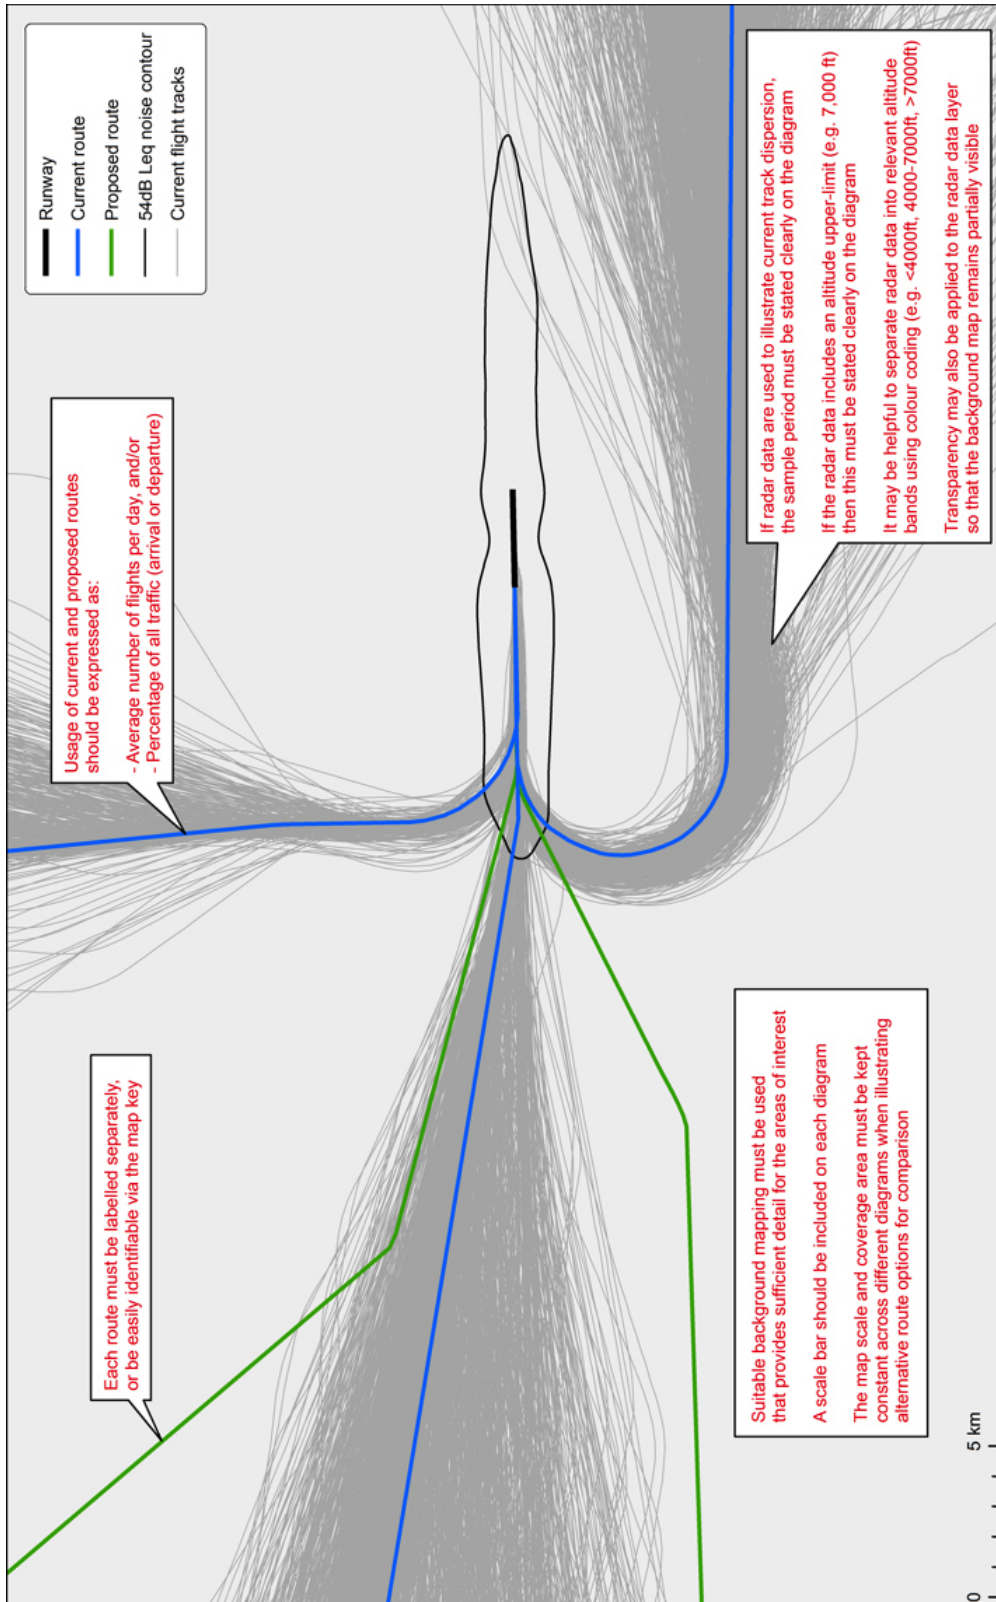 Runway
Current route
Proposed route
54dB Leq noise contour
Current flight tracks
Usage of current and proposed routes
should be expressed as:
- Average number of flights per day, and/or
- Percentage of all traffic (arrival or departure)
Each route must be labelled separately,
or be easily identifiable via the map key
If radar data are used to illustrate current track dispersion,
the sample period must be stated clearly on the diagram
If the radar data includes an altitude upper-limit (e.g. 7,000 ft)
then this must be stated clearly on the diagram
It may be helpful to separate radar data into relevant altitude
bands using colour coding (e.g. <4000ft, 4000-7000ft, >7000ft)
Transparency may also be applied to the radar data layer
so that the background map remains partially visible
Suitable background mapping must be used
that provides sufficient detail for the areas of interest
A scale bar should be included on each diagram
The map scale and coverage area must be kept
constant across different diagrams when illustrating
alternative route options for comparison
0 5 km